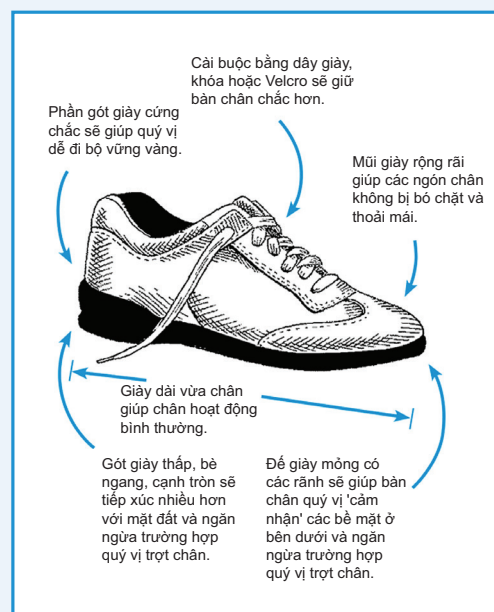 Cài buộc bằng dây giày,
khóa hoặc Velcro sẽ giữ
bàn chân chắc hơn.
Phần gót giày cứng
chắc sẽ giúp quý vị
dễ đi bộ vững vàng.
Mũi giày rộng rãi
giúp các ngón chân
không bị bó chặt và
thoải mái.
Giày dài vừa chân
giúp chân hoạt động
bình thường.
Gót giày thấp, bè
ngang, cạnh tròn sẽ
tiếp xúc nhiều hơn
với mặt đất và ngăn
ngừa trường hợp
quý vị trợt chân.
Đế giày mỏng có
các rãnh sẽ giúp bàn
chân quý vị 'cảm
nhận' các bề mặt ở
bên dưới và ngăn
ngừa trường hợp
quý vị trợt chân.